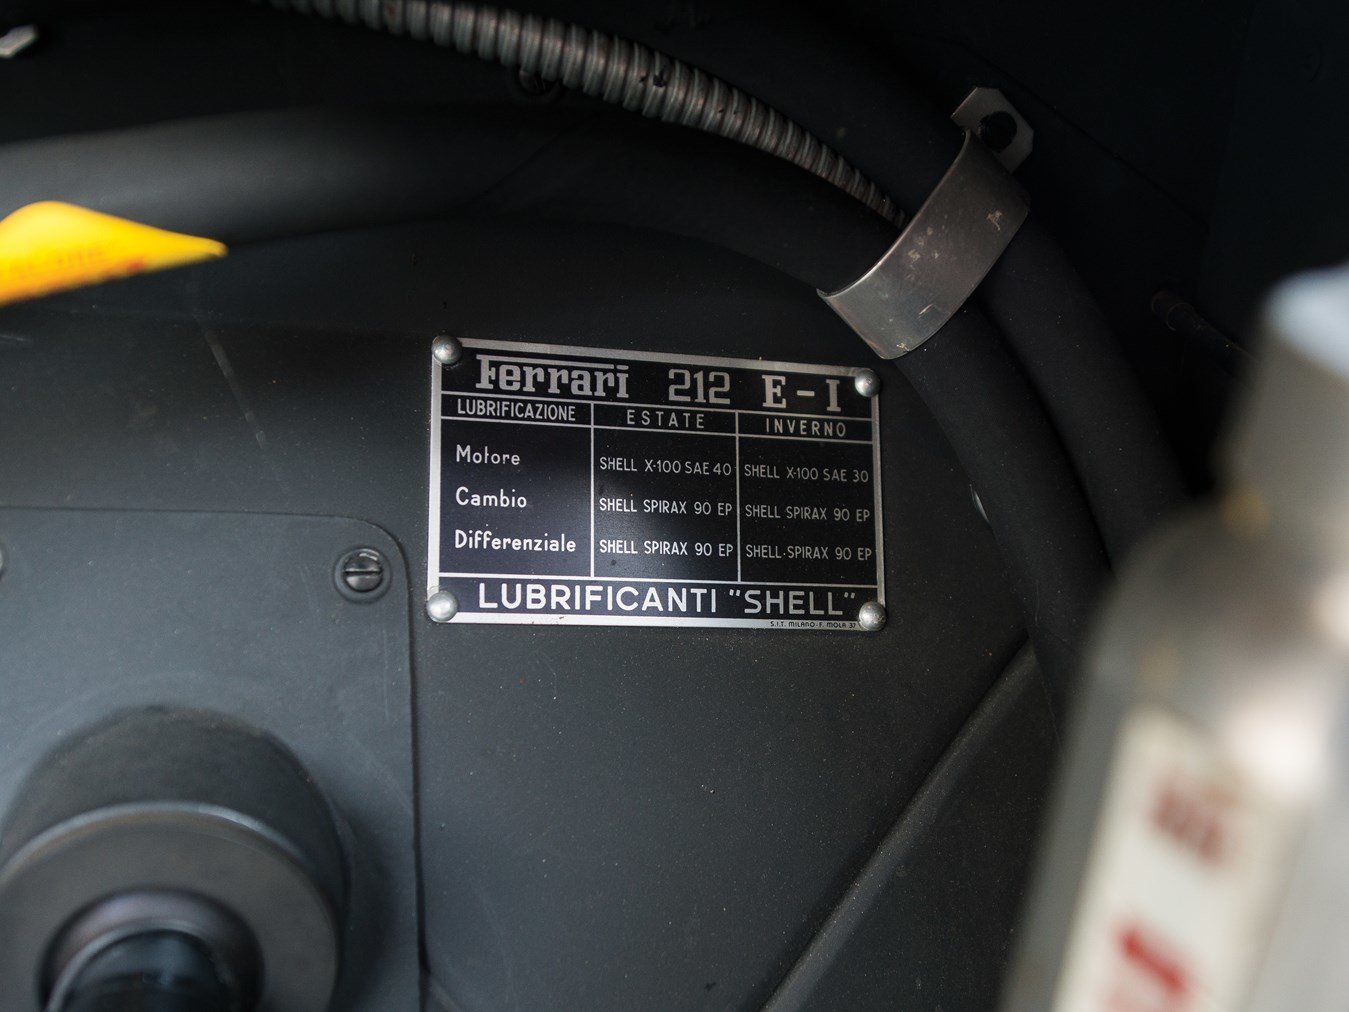 Ferrari 212 E-I
LUBRIFICAZIONE ESTATE INVERNO
Motore SHELL X-100 SAE 40 SHELL X-100 SAE 30
Cambio SHELL SPIRAX 90 EP SHELL SPIRAX 90 EP
Differenziale SHELL SPIRAX 90 EP SHELL-SPIRAX 90 EP
LUBRIFICANTI "SHELL"
S.I.T. MILANO-F. MOLA 37